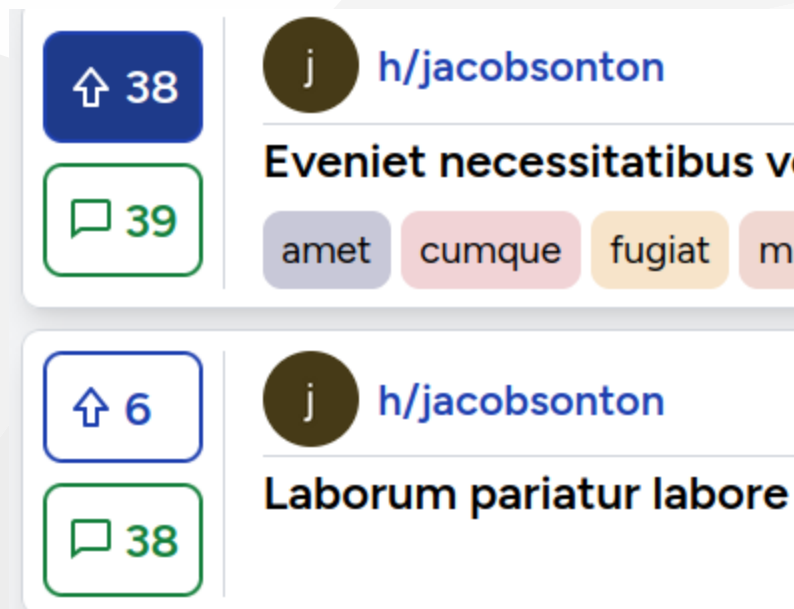 38
39
j h/jacobsonton
Eveniet necessitatibus
amet cumque fugiat
6
38
j h/jacobsonton
Laborum pariatur labore